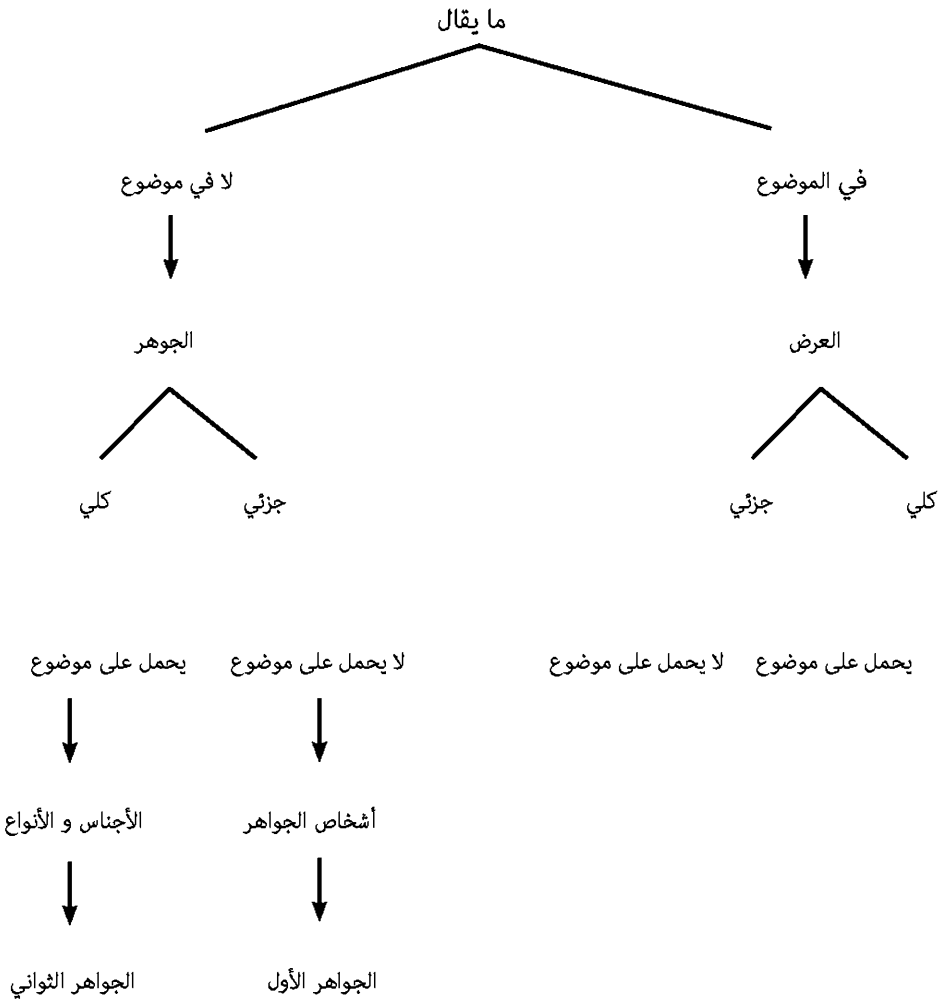 ما يقال
في الموضوع
لا في موضوع
العرض
الجوهر
كلي
جزئي
جزئي
كلي
يحمل على موضوع
لا يحمل على موضوع
لا يحمل على موضوع
يحمل على موضوع
أشخاص الجواهر
الأجناس و الأنواع
الجواهر الأول
الجواهر الثواني